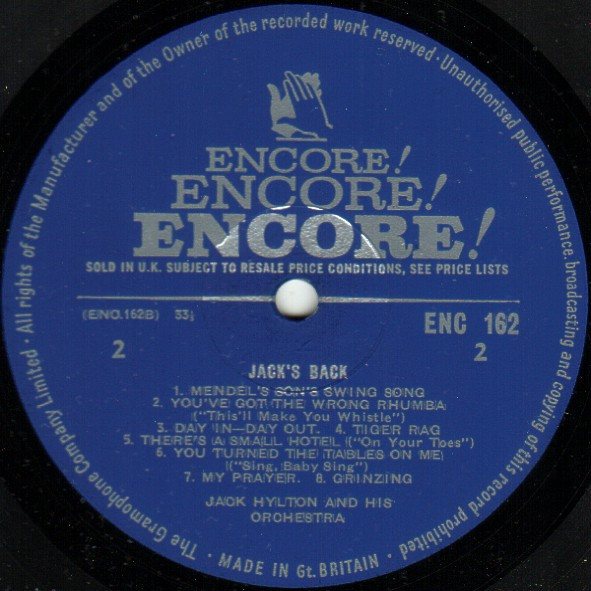 The Gramophone Company Limited · All rights of the Manufacturer and of the Owner of the recorded work reserved · Unauthorised public performance, broadcasting and copying of this record prohibited ·
ENCORE!
ENCORE!
ENCORE!
SOLD IN U.K. SUBJECT TO RESALE PRICE CONDITIONS, SEE PRICE LISTS
(ENC.162B) 33⅓ ENC 162
2 2
JACK'S BACK
1. MENDEL'S SON'S SWING SONG
2. YOU'VE GOT THE WRONG RHUMBA
("This'll Make You Whistle")
3. DAY IN—DAY OUT. 4. TIGER RAG
5. THERE'S A SMALL HOTEL ("On Your Toes")
6. YOU TURNED THE TABLES ON ME
("Sing, Baby Sing")
7. MY PRAYER. 8. GRINZING
JACK HYLTON AND HIS
ORCHESTRA
MADE IN Gt. BRITAIN